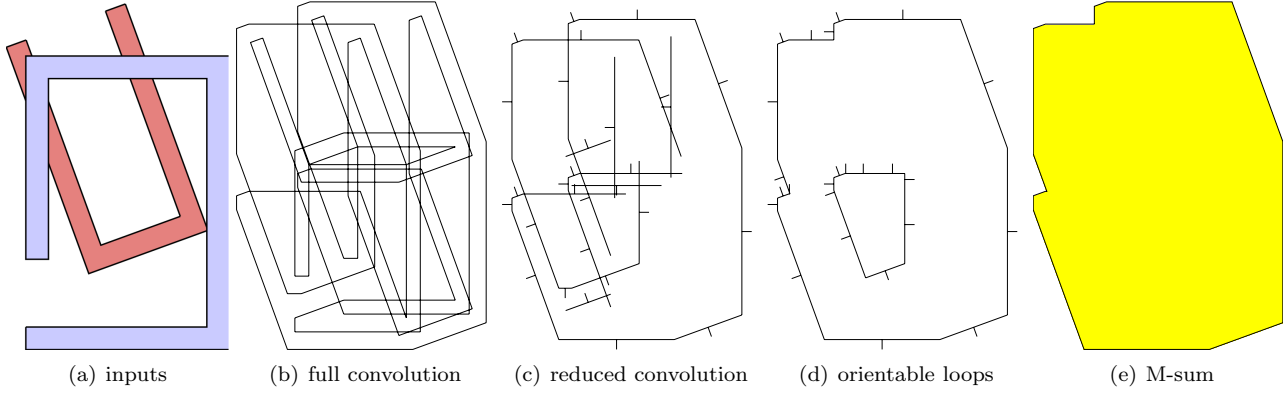 (a) inputs (b) full convolution (c) reduced convolution (d) orientable loops (e) M-sum